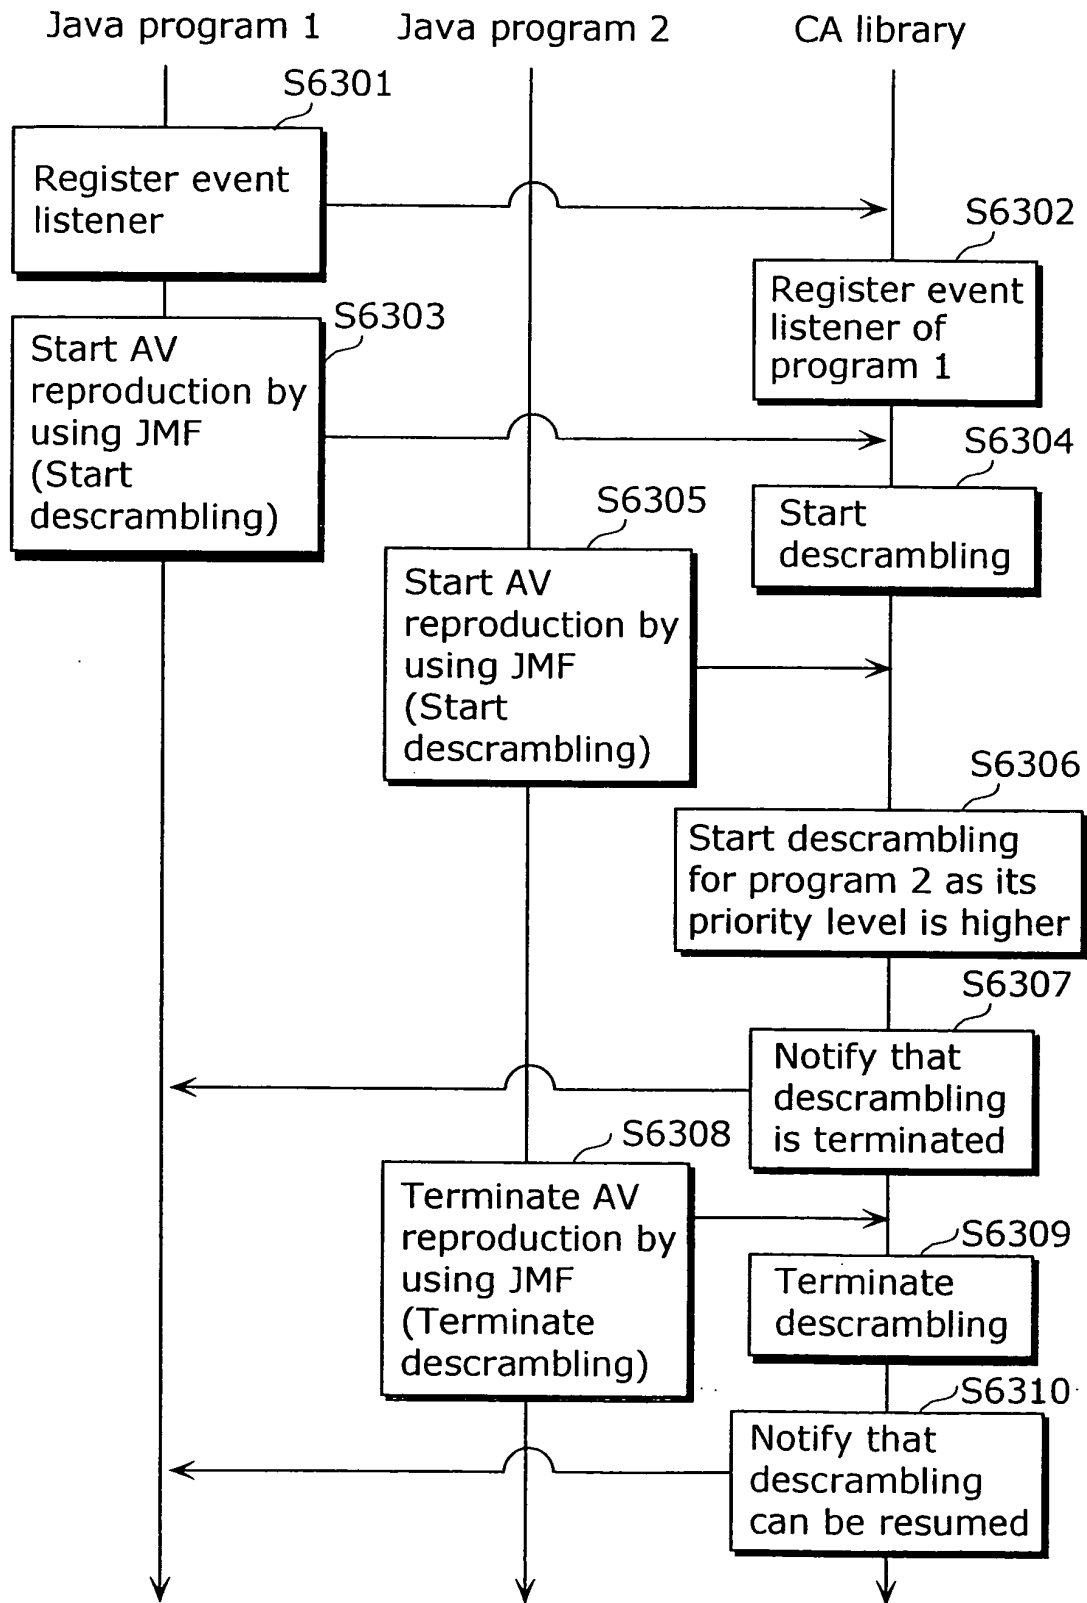 Java program 1
Java program 2
CA library
S6301
Register event
listener
S6302
Register event
listener of
program 1
S6303
Start AV
reproduction by
using JMF
(Start
descrambling)
S6304
Start
descrambling
S6305
Start AV
reproduction by
using JMF
(Start
descrambling)
S6306
Start descrambling
for program 2 as its
priority level is higher
S6307
Notify that
descrambling
is terminated
S6308
Terminate AV
reproduction by
using JMF
(Terminate
descrambling)
S6309
Terminate
descrambling
S6310
Notify that
descrambling
can be resumed